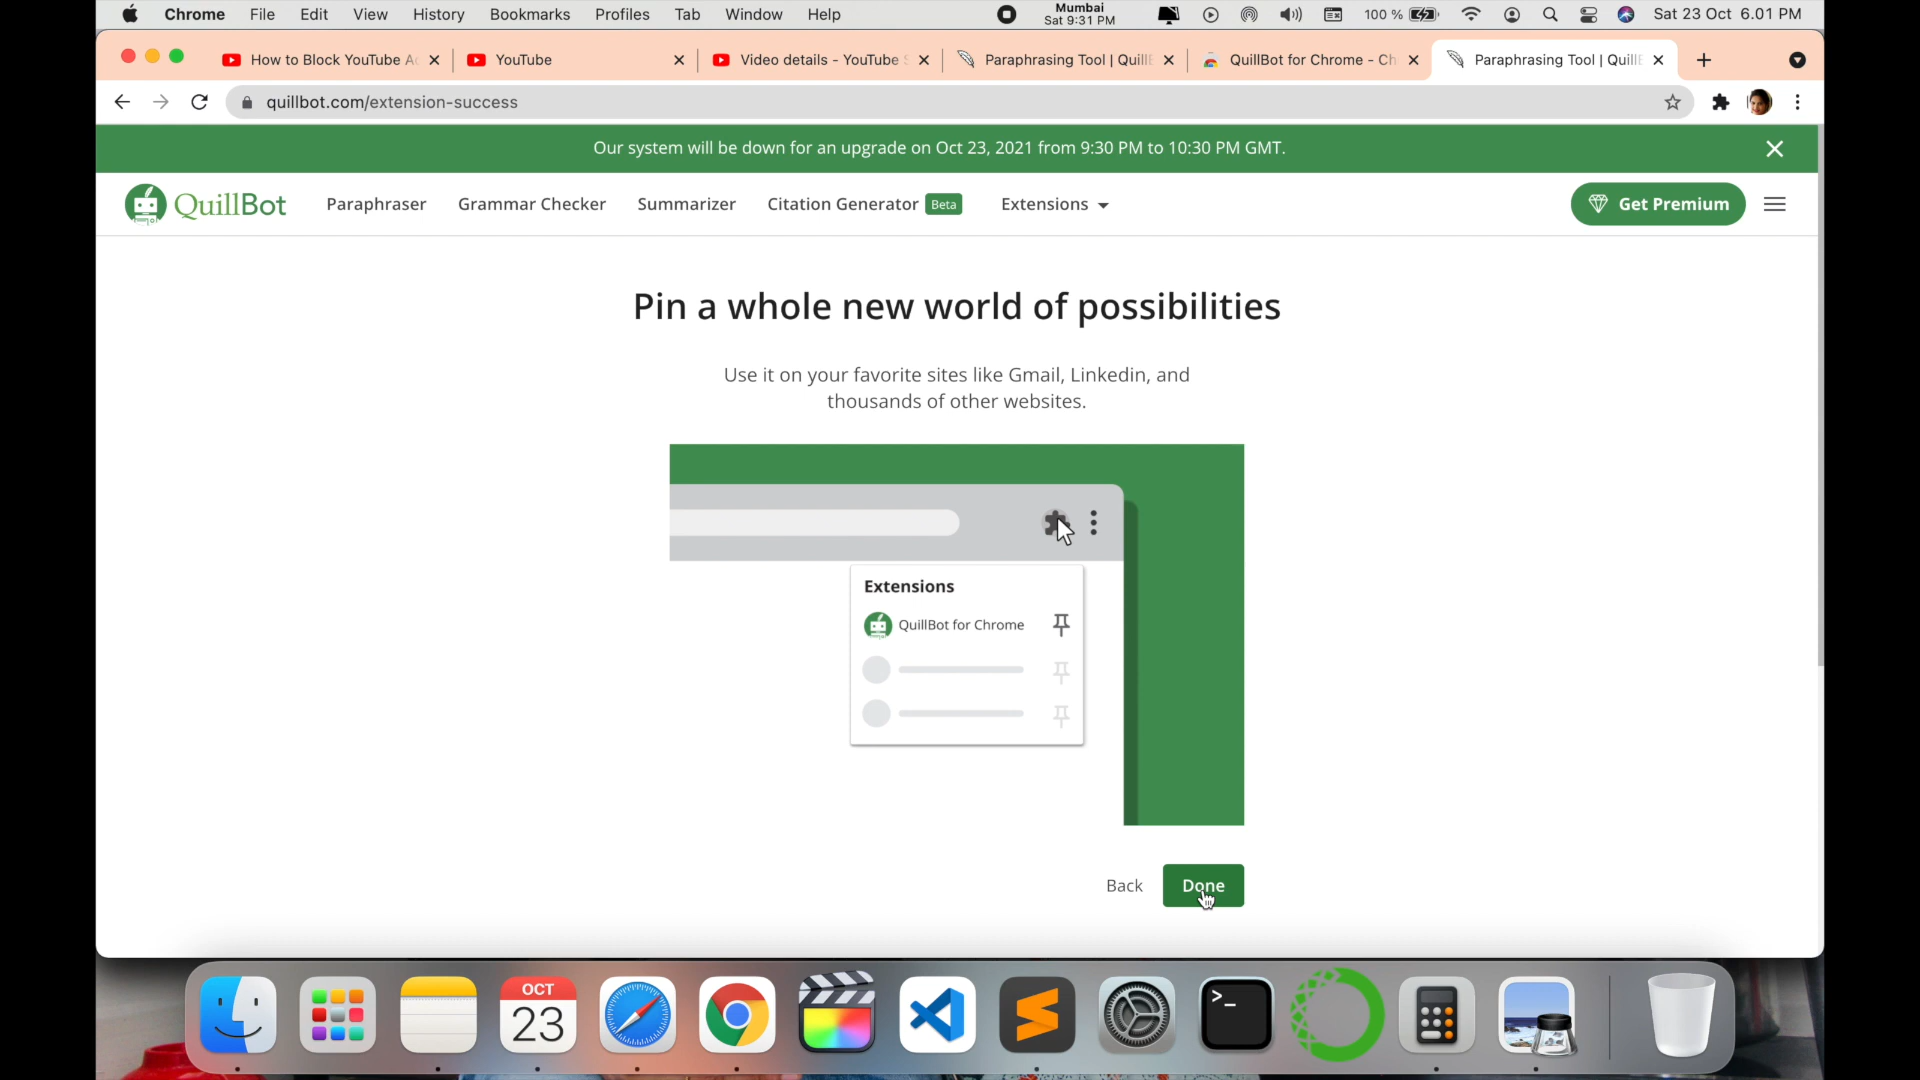 Chrome File Edit View History Bookmarks Profiles Tab Window Help
Mumbai
Sat 9:31 PM
100 %
Sat 23 Oct 6.01 PM
How to Block YouTube A
YouTube
Video details - YouTube S
Paraphrasing Tool | QuillB
QuillBot for Chrome - Ch
Paraphrasing Tool | QuillB
quillbot.com/extension-success
Our system will be down for an upgrade on Oct 23, 2021 from 9:30 PM to 10:30 PM GMT.
QuillBot
Paraphraser
Grammar Checker
Summarizer
Citation Generator Beta
Extensions
Get Premium
Pin a whole new world of possibilities
Use it on your favorite sites like Gmail, Linkedin, and
thousands of other websites.
Extensions
QuillBot for Chrome
Back
Done
OCT
23
>_